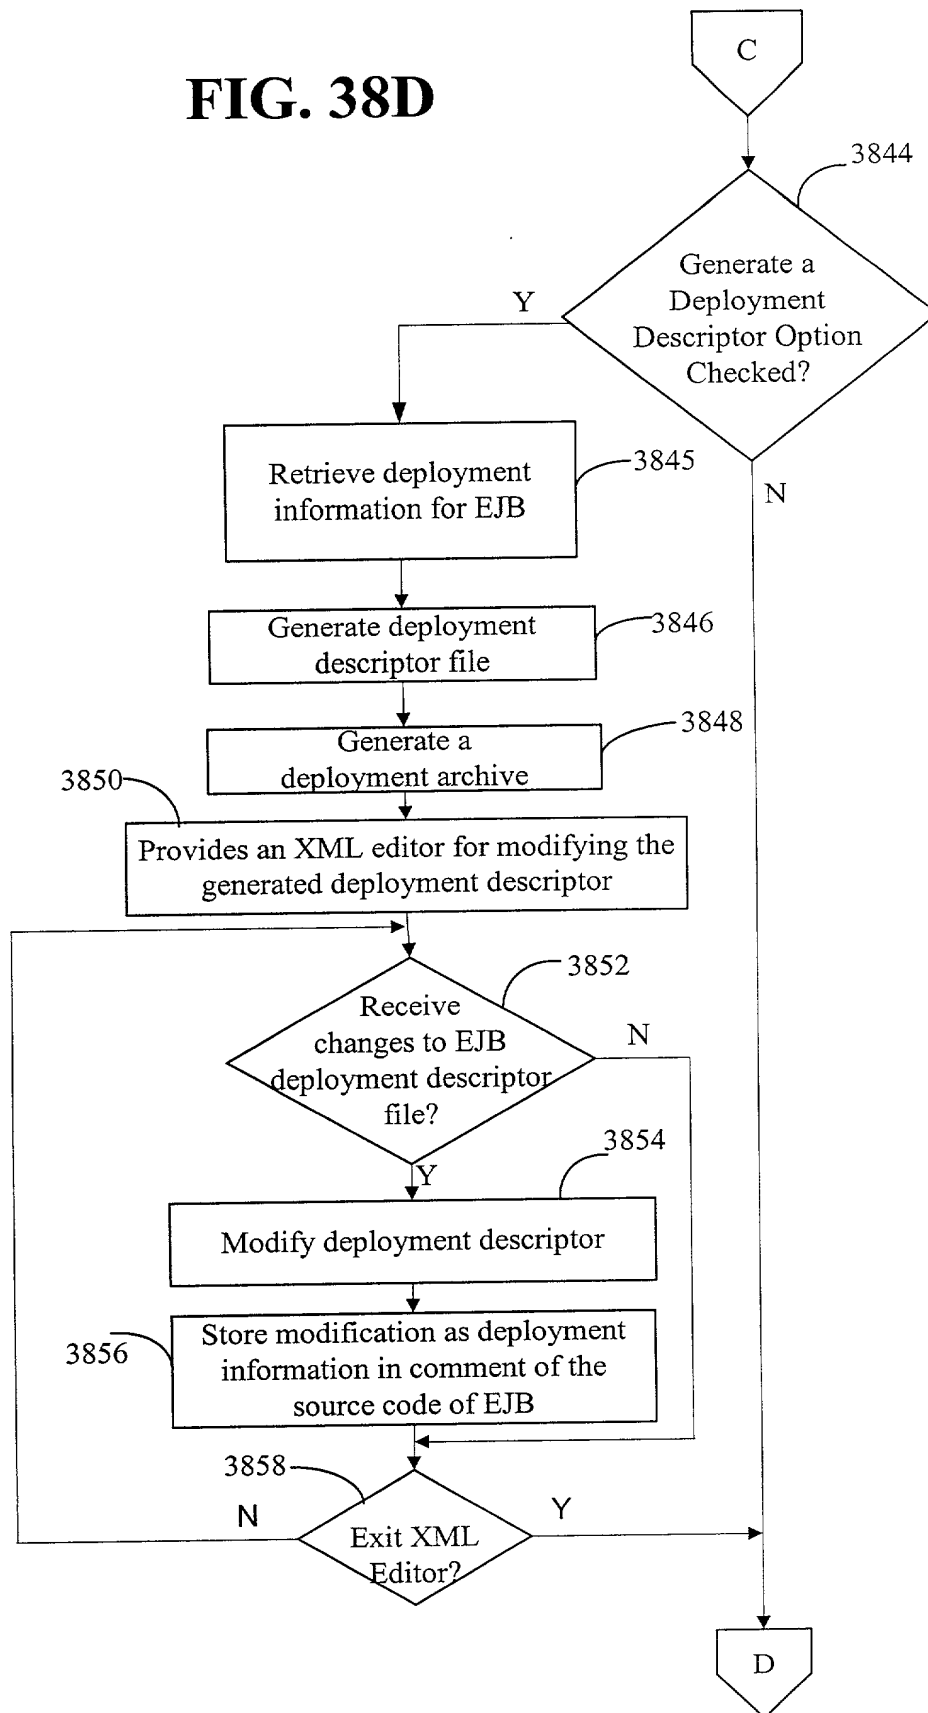 FIG. 38D
C
3844
Generate a
Deployment
Descriptor Option
Checked?
Y
N
Retrieve deployment
information for EJB
3845
Generate deployment
descriptor file
3846
Generate a
deployment archive
3848
3850
Provides an XML editor for modifying the
generated deployment descriptor
3852
Receive
changes to EJB
deployment descriptor
file?
N
Y
3854
Modify deployment descriptor
3856
Store modification as deployment
information in comment of the
source code of EJB
3858
N
Exit XML
Editor?
Y
D